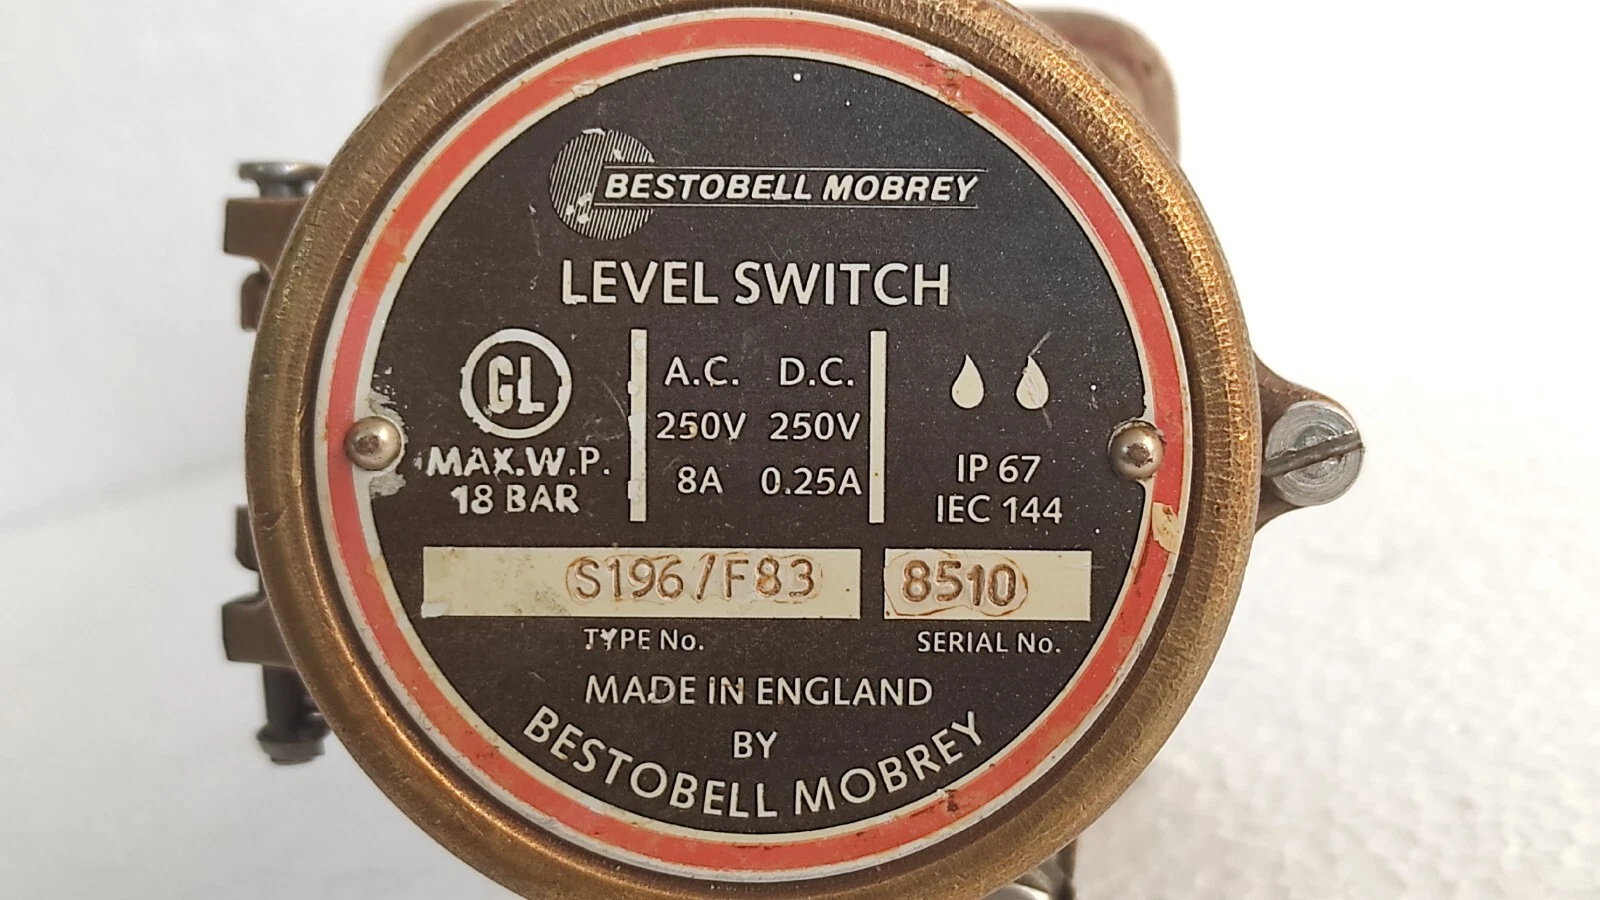 BESTOBELL MOBREY
LEVEL SWITCH
GL
MAX.W.P.
18 BAR
A.C. D.C.
250V 250V
8A 0.25A
IP 67
IEC 144
S196/F83
TYPE No.
8510
SERIAL No.
MADE IN ENGLAND
BY
BESTOBELL MOBREY